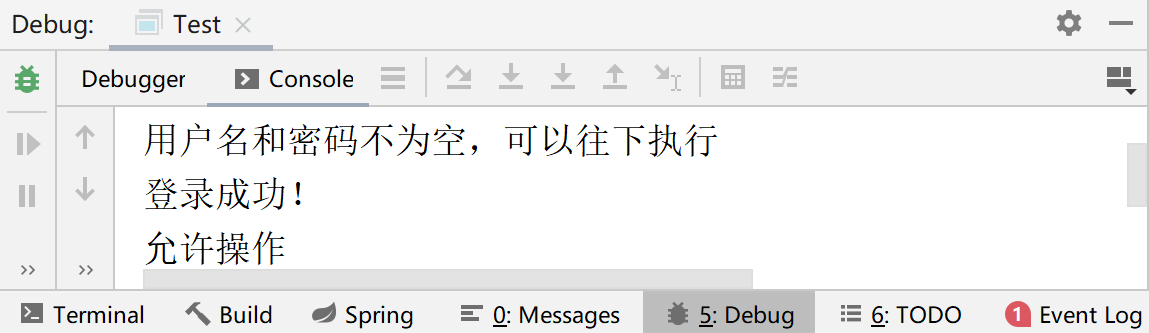 Debug: Test
Debugger Console
用户名和密码不为空，可以往下执行
登录成功！
允许操作
Terminal Build Spring 0: Messages 5: Debug 6: TODO 1 Event Log